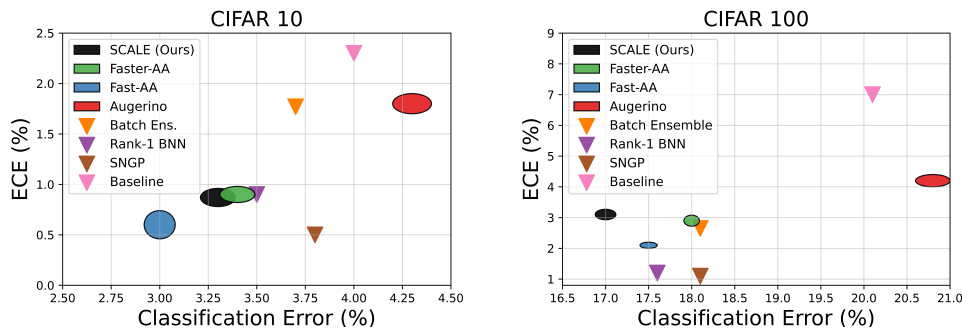 CIFAR 10
ECE (%)
2.5
2.0
1.5
1.0
0.5
0.0
SCALE (Ours)
Faster-AA
Fast-AA
Augerino
Batch Ens.
Rank-1 BNN
SNGP
Baseline
2.50
2.75
3.00
3.25
3.50
3.75
4.00
4.25
4.50
Classification Error (%)
CIFAR 100
ECE (%)
9
8
7
6
5
4
3
2
1
SCALE (Ours)
Faster-AA
Fast-AA
Augerino
Batch Ensemble
Rank-1 BNN
SNGP
Baseline
16.5
17.0
17.5
18.0
18.5
19.0
19.5
20.0
20.5
21.0
Classification Error (%)